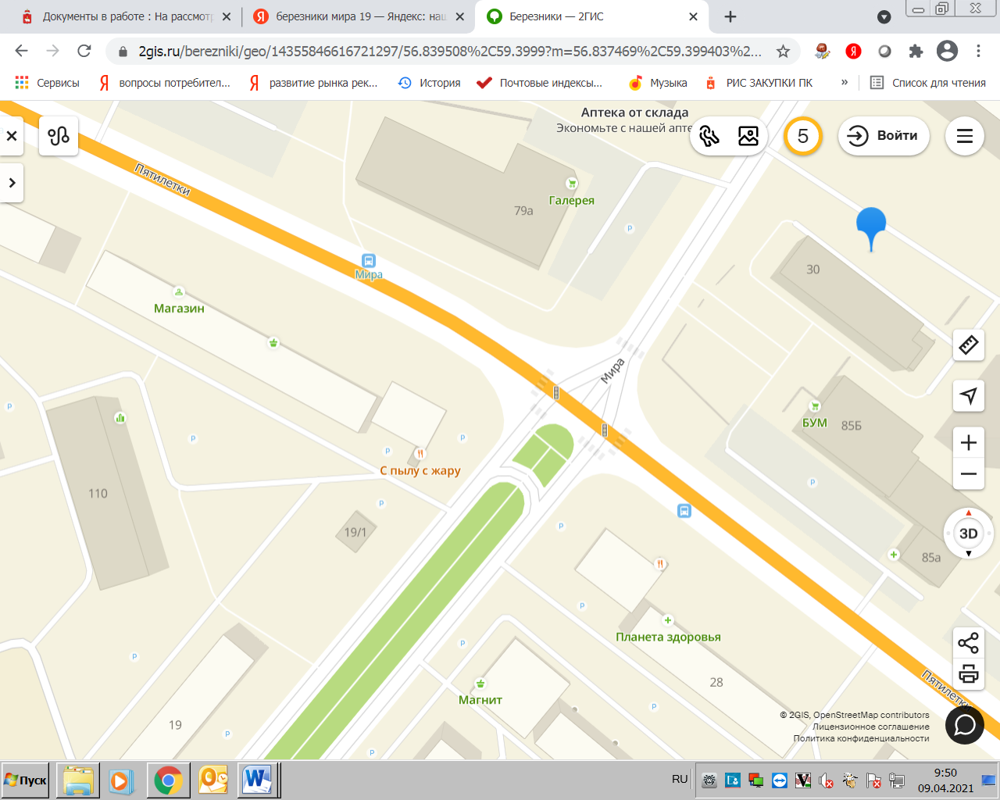 Документы в работе : На рассмотр
березники мира 19 — Яндекс: наш
Березники — 2ГИС
2gis.ru/berezniki/geo/14355846616721297/56.839508%2C59.3999?m=56.837469%2C59.399403%2...
Сервисы
вопросы потребител...
развитие рынка рек...
История
Почтовые индексы...
Музыка
РИС ЗАКУПКИ ПК
»
Список для чтения
Аптека от склада
Экономьте с нашей апте
5
Войти
Пятилетки
79а
Галерея
P
Мира
30
Магазин
Мира
P
P
P
P
БУМ
85Б
С пылу с жару
110
P
P
19/1
P
3D
85а
P
Планета здоровья
P
P
28
Пятилетки
Магнит
P
19
P
P
© 2GIS, OpenStreetMap contributors
Лицензионное соглашение
Политика конфиденциальности
Пуск
RU
9:50
09.04.2021